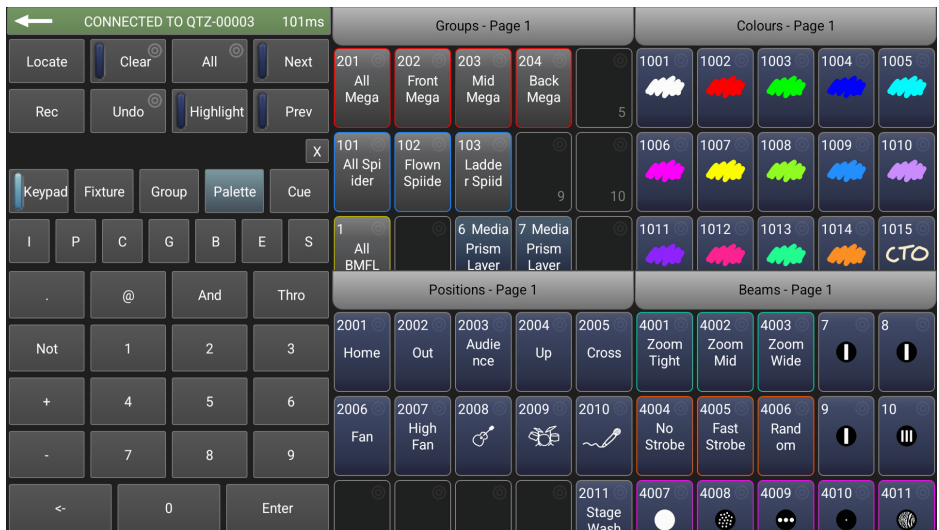 CONNECTED TO QTZ-00003 101ms
Locate Clear All Next
Rec Undo Highlight Prev
X
Keypad Fixture Group Palette Cue
I P C G B E S
. @ And Thro
Not 1 2 3
+ 4 5 6
- 7 8 9
<- 0 Enter
Groups - Page 1
201 202 203 204
All Front Mid Back
Mega Mega Mega Mega
5
101 102 103
All Spi Flown Ladde
ider Spiide r Spiid
9 10
1 6 Media 7 Media
All Prism Prism
BMFL Layer Layer
Colours - Page 1
1001 1002 1003 1004 1005
1006 1007 1008 1009 1010
1011 1012 1013 1014 1015
CTO
Positions - Page 1
2001 2002 2003 2004 2005
Home Out Audie Up Cross
nce
2006 2007 2008 2009 2010
Fan High
Fan
2011
Stage
Wash
Beams - Page 1
4001 4002 4003 7 8
Zoom Zoom Zoom
Tight Mid Wide
4004 4005 4006 9 10
No Fast Rand
Strobe Strobe om
4007 4008 4009 4010 4011